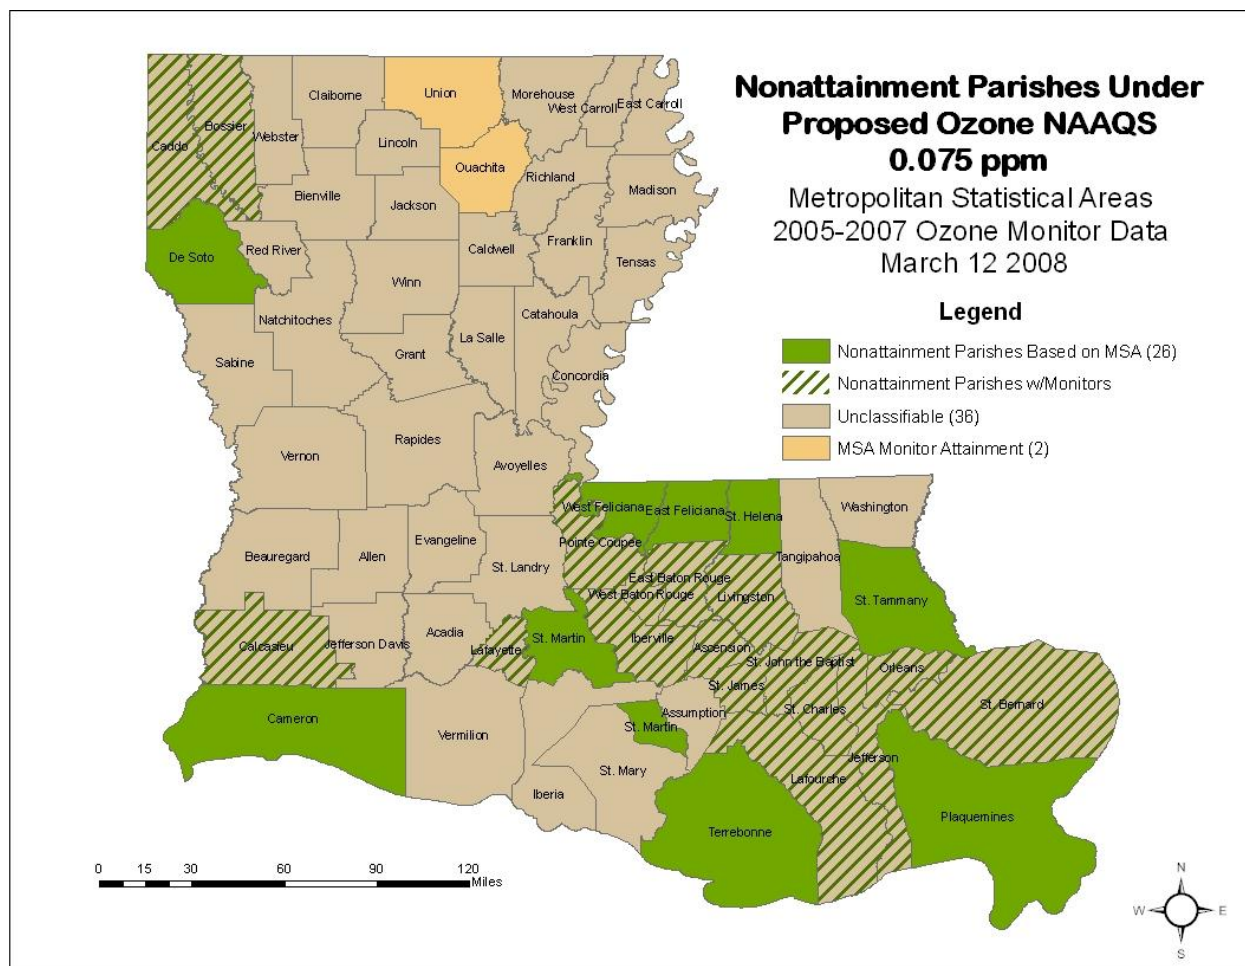 Nonattainment Parishes Under
Proposed Ozone NAAQS
0.075 ppm
Metropolitan Statistical Areas
2005-2007 Ozone Monitor Data
March 12 2008
Legend
Nonattainment Parishes Based on MSA (26)
Nonattainment Parishes w/Monitors
Unclassifiable (36)
MSA Monitor Attainment (2)
Caddo
Bossier
Webster
Claiborne
Union
Morehouse
West Carroll
East Carroll
Lincoln
Ouachita
Richland
Madison
Bienville
Jackson
De Soto
Red River
Caldwell
Franklin
Tensas
Winn
Natchitoches
Catahoula
La Salle
Grant
Sabine
Concordia
Vernon
Rapides
Avoyelles
West Feliciana
East Feliciana
St. Helena
Washington
Pointe Coupee
Tangipahoa
Beauregard
Allen
Evangeline
St. Landry
East Baton Rouge
West Baton Rouge
Livingston
St. Tammany
Calcasieu
Jefferson Davis
Acadia
Lafayette
St. Martin
Iberville
Ascension
St. John the Baptist
Orleans
St. James
St. Charles
St. Bernard
Cameron
Vermilion
St. Martin
Assumption
Jefferson
St. Mary
Iberia
Lafourche
Terrebonne
Plaquemines
0 15 30 60 90 120
Miles
N
W E
S